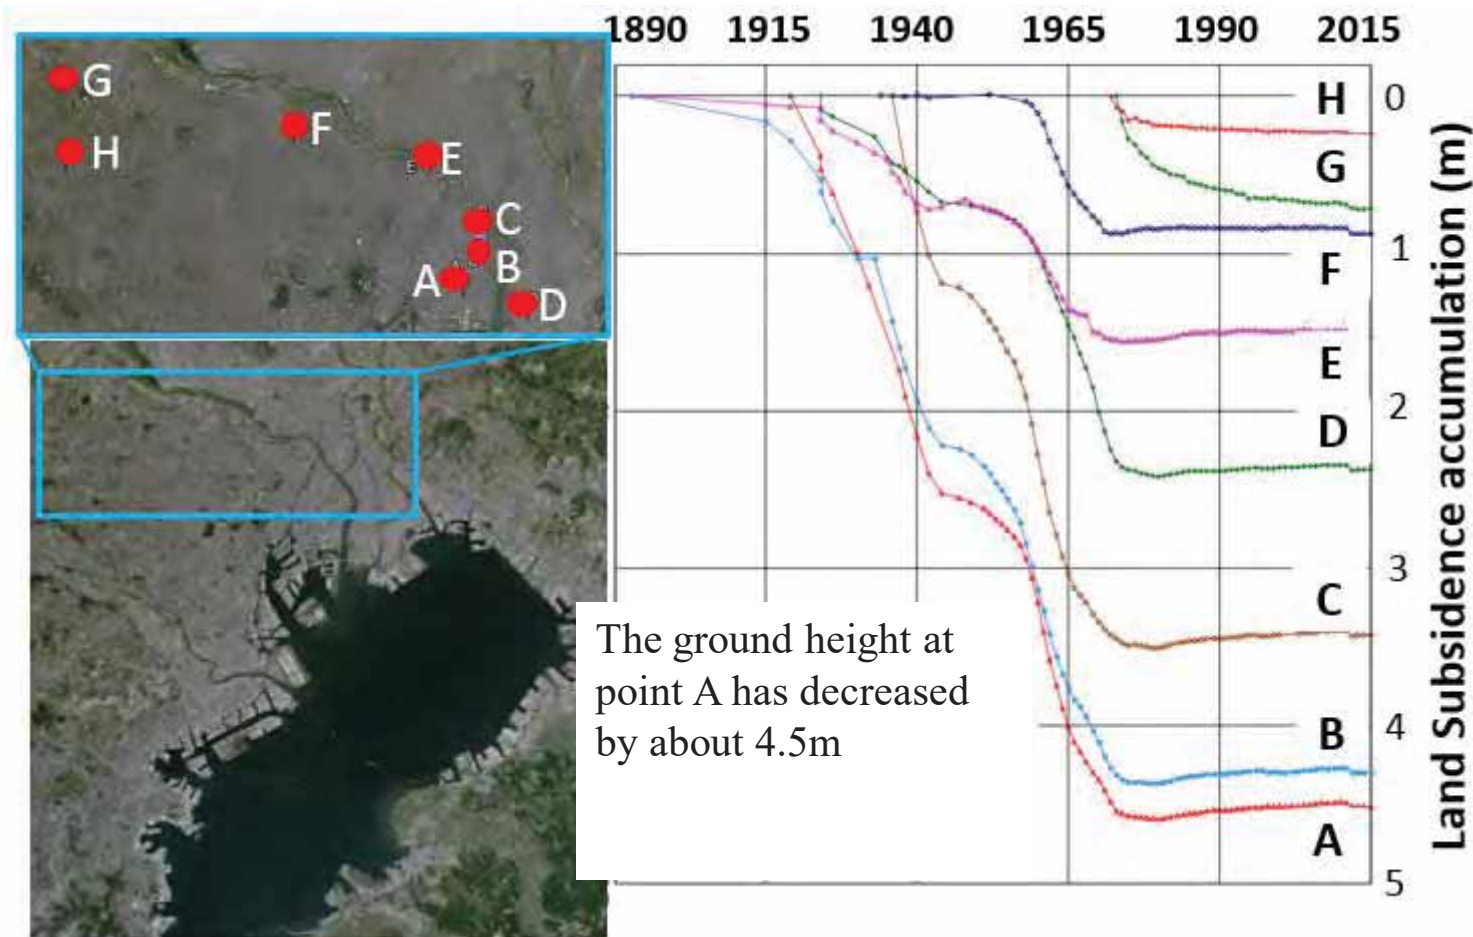 1890 1915 1940 1965 1990 2015
G
H
F
E
E
C
B
A
D
H 0
G
F
1
E
D
2
C
3
B
4
A
5
Land Subsidence accumulation (m)
The ground height at
point A has decreased
by about 4.5m